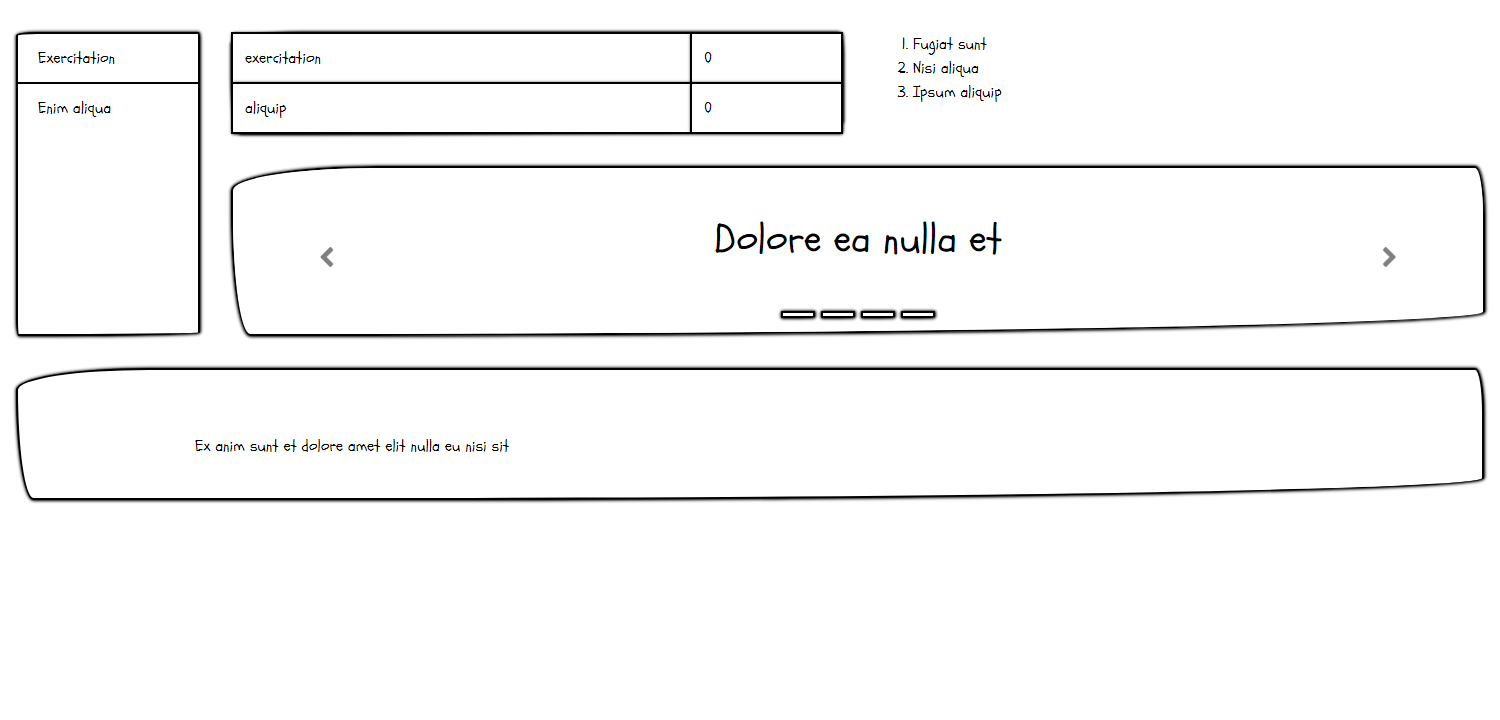 Exercitation
Enim aliqua
exercitation 0
aliquip 0
1. Fugiat sunt
2. Nisi aliqua
3. Ipsum aliquip
Dolore ea nulla et
Ex anim sunt et dolore amet elit nulla eu nisi sit